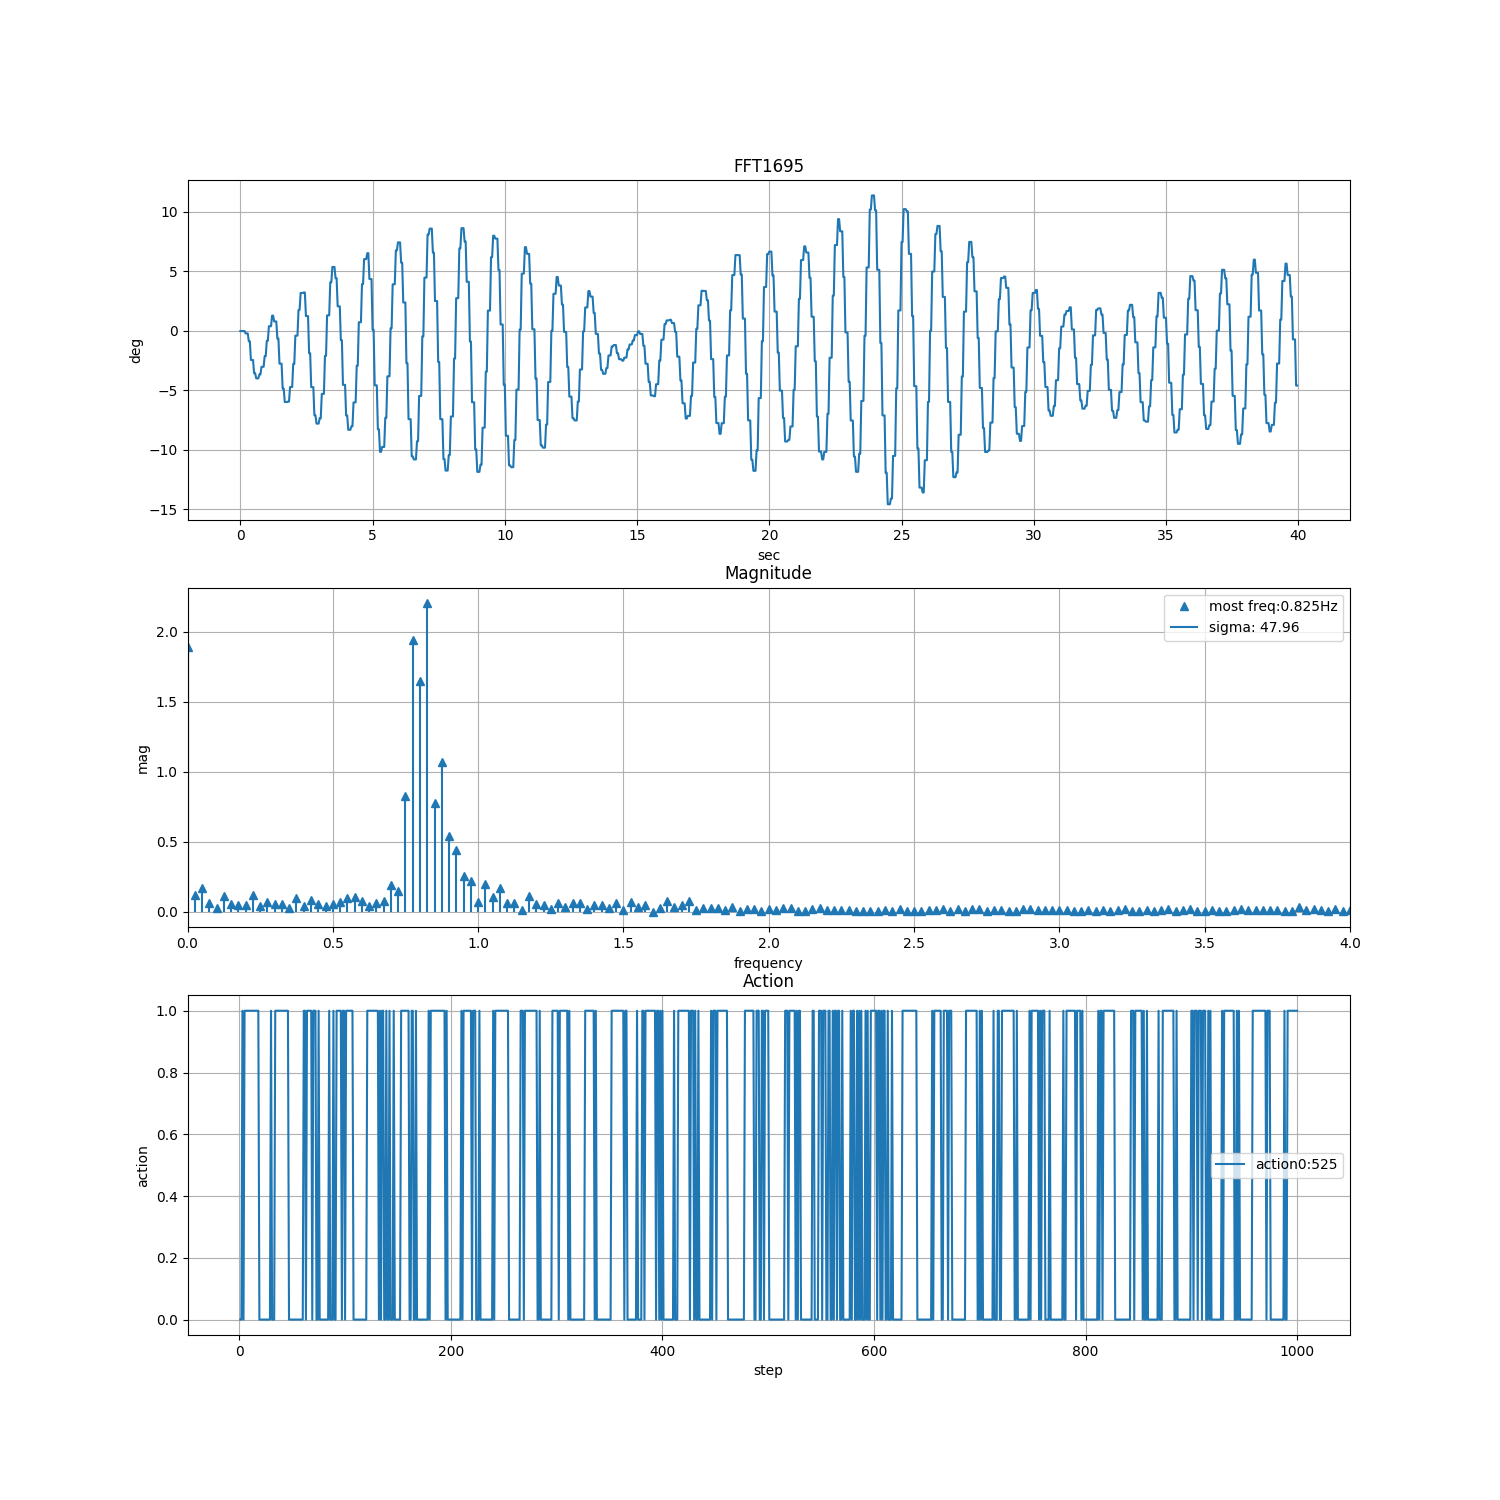 FFT1695
10
5
0
−5
−10
−15
deg
0 5 10 15 20 25 30 35 40
sec
Magnitude
most freq:0.825Hz
sigma: 47.96
2.0
1.5
1.0
0.5
0.0
mag
0.0 0.5 1.0 1.5 2.0 2.5 3.0 3.5 4.0
frequency
Action
1.0
0.8
0.6
0.4
0.2
0.0
action
action0:525
0 200 400 600 800 1000
step